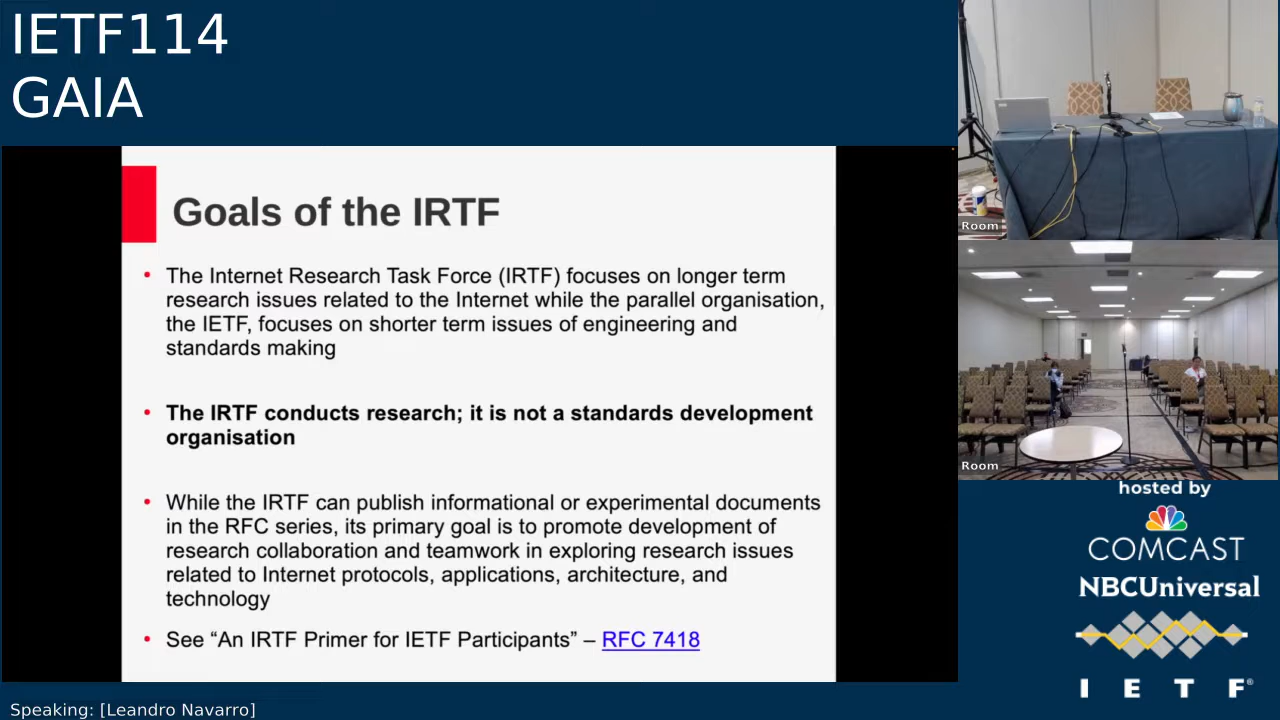 IETF114
GAIA
Goals of the IRTF
• The Internet Research Task Force (IRTF) focuses on longer term
research issues related to the Internet while the parallel organisation,
the IETF, focuses on shorter term issues of engineering and
standards making
• The IRTF conducts research; it is not a standards development
organisation
• While the IRTF can publish informational or experimental documents
in the RFC series, its primary goal is to promote development of
research collaboration and teamwork in exploring research issues
related to Internet protocols, applications, architecture, and
technology
• See “An IRTF Primer for IETF Participants” – RFC 7418
Room
Room
hosted by
COMCAST
NBCUniversal
I E T F®
Speaking: [Leandro Navarro]